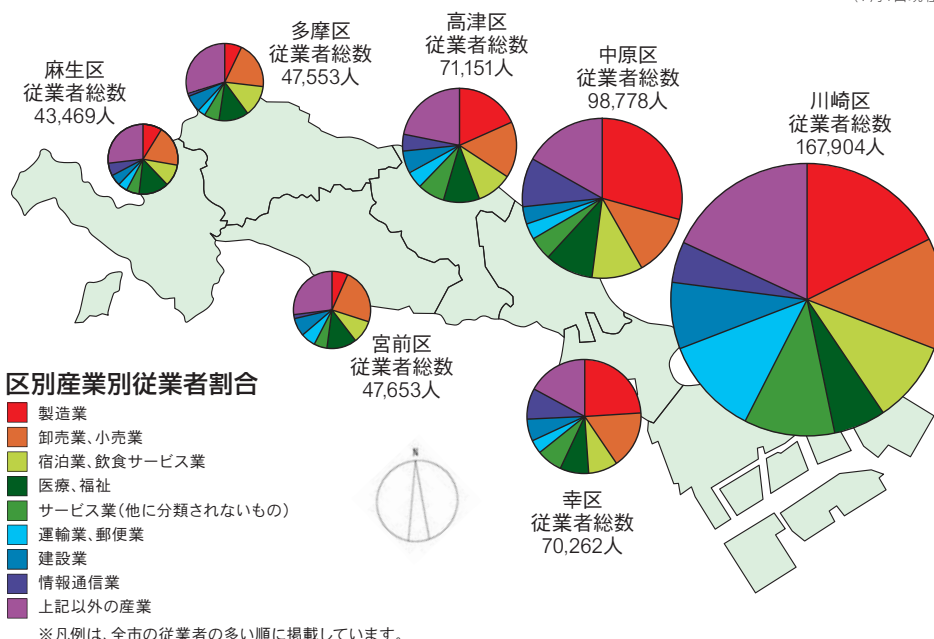 多摩区
従業者総数
47,553人
高津区
従業者総数
71,151人
中原区
従業者総数
98,778人
川崎区
従業者総数
167,904人
麻生区
従業者総数
43,469人
宮前区
従業者総数
47,653人
幸区
従業者総数
70,262人
N
区別産業別従業者割合
製造業
卸売業、小売業
宿泊業、飲食サービス業
医療、福祉
サービス業(他に分類されないもの)
運輸業、郵便業
建設業
情報通信業
上記以外の産業
※凡例は、全市の従業者の多い順に掲載しています。